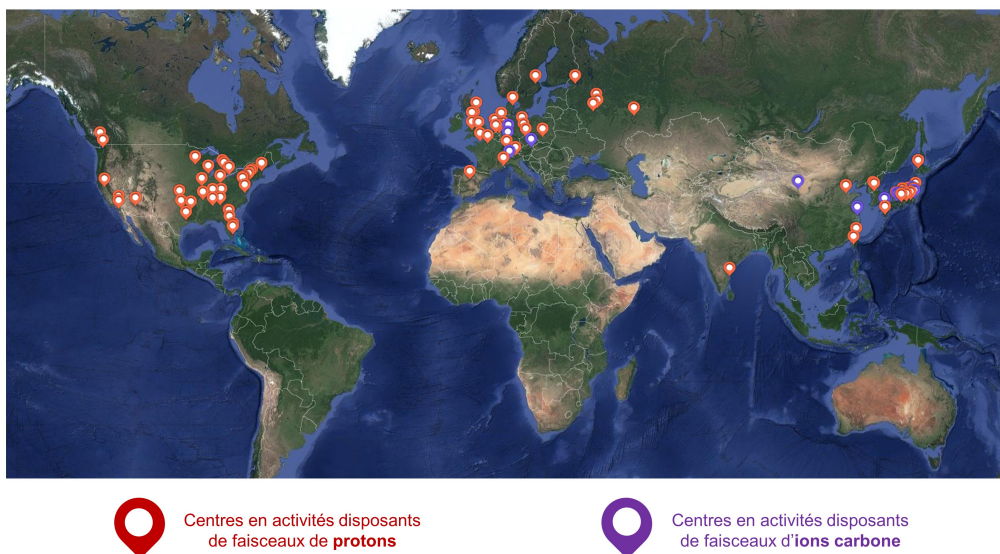 Centres en activités disposants
de faisceaux de protons
Centres en activités disposants
de faisceaux d'ions carbone